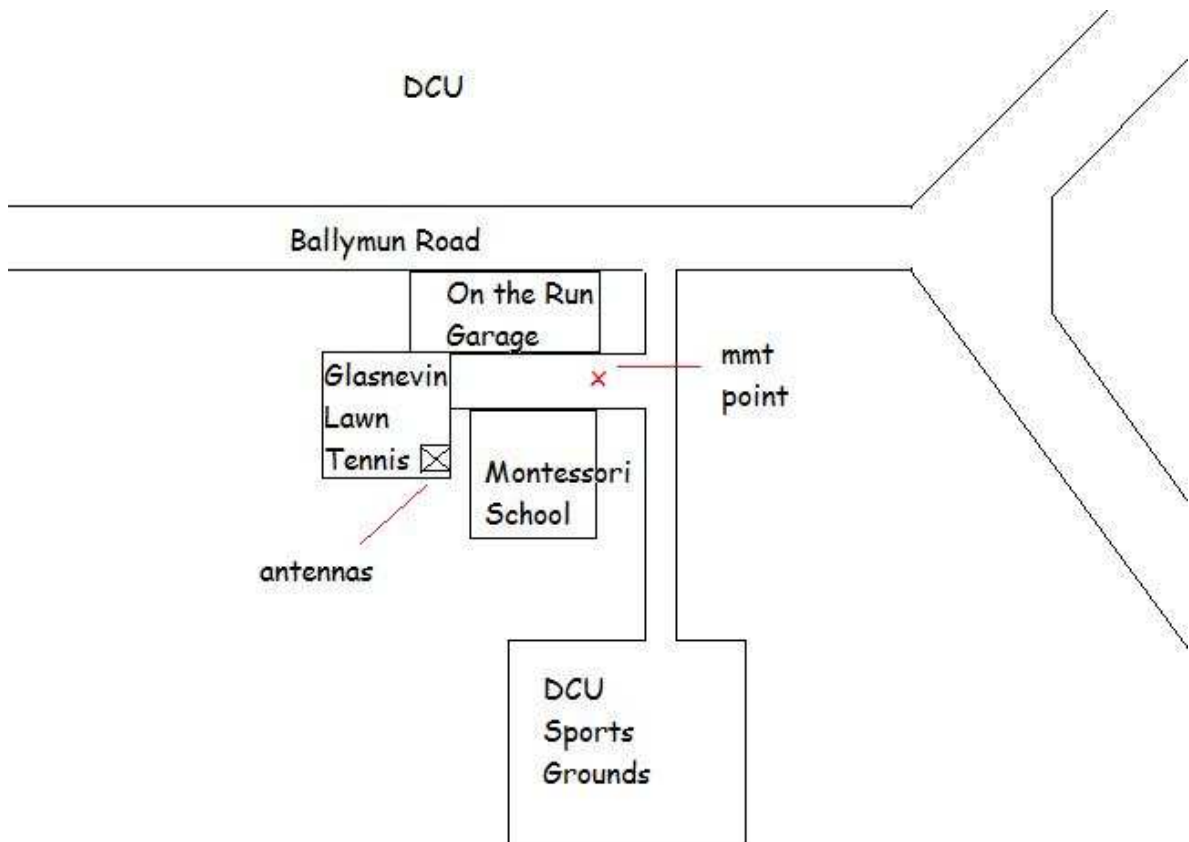 DCU
Ballymun Road
On the Run
Garage
mmt
point
Glasnevin
Lawn
Tennis
Montessori
School
antennas
DCU
Sports
Grounds